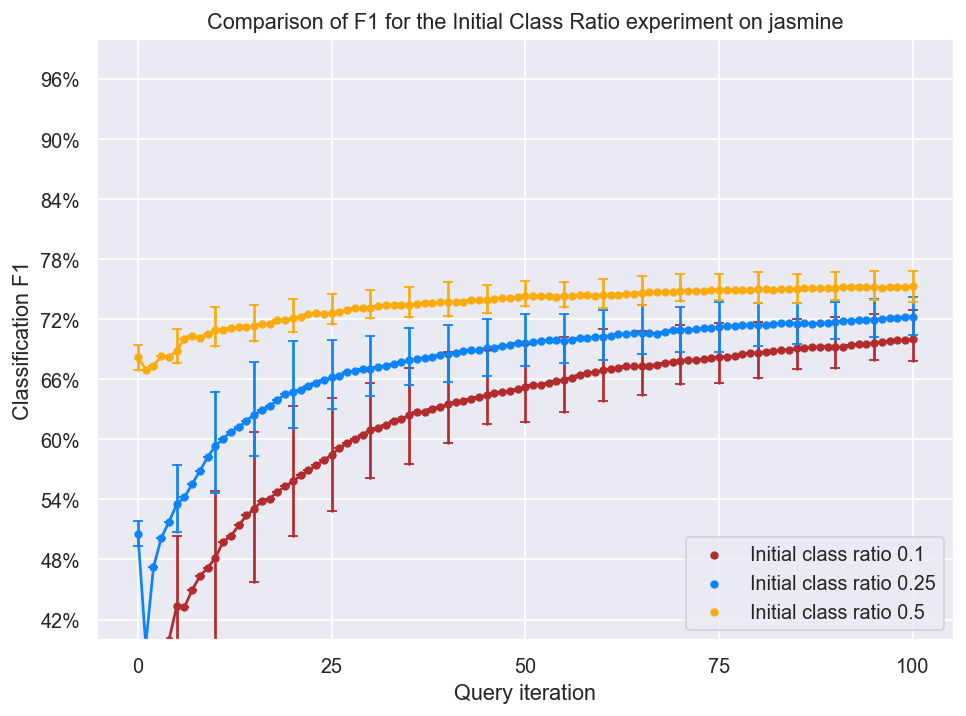 Comparison of F1 for the Initial Class Ratio experiment on jasmine
96%
90%
84%
78%
72%
66%
60%
54%
48%
42%
Classification F1
Initial class ratio 0.1
Initial class ratio 0.25
Initial class ratio 0.5
0 25 50 75 100
Query iteration